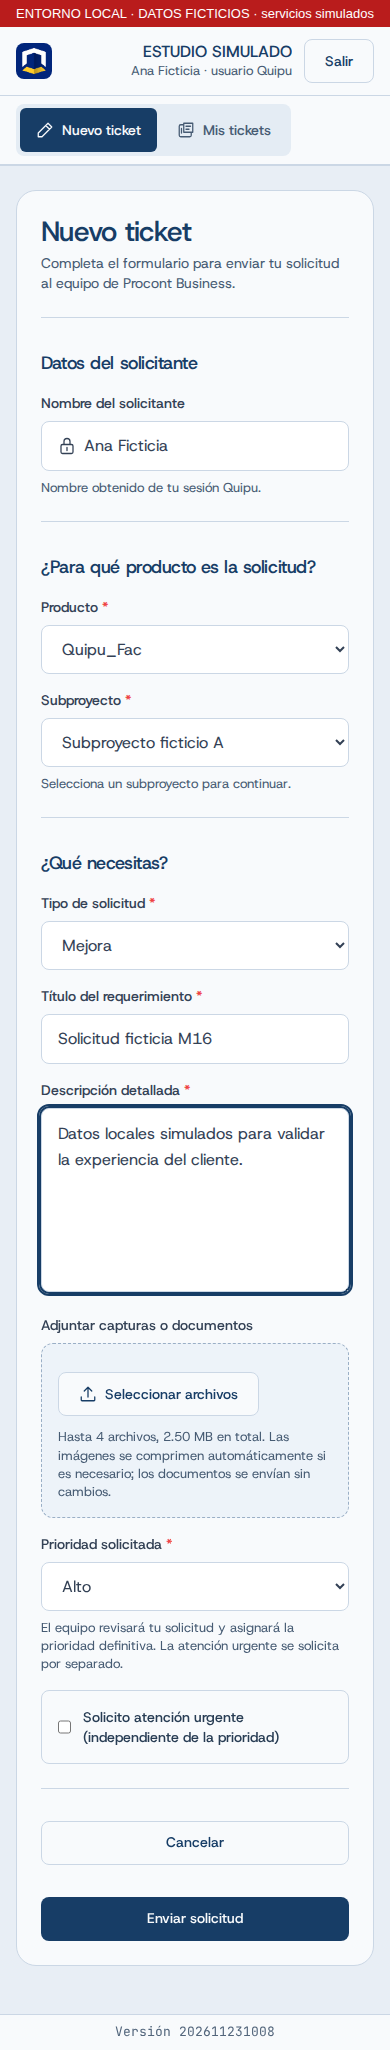 ENTORNO LOCAL · DATOS FICTICIOS · servicios simulados
ESTUDIO SIMULADO
Ana Ficticia · usuario Quipu
Salir
Nuevo ticket
Mis tickets
Nuevo ticket
Completa el formulario para enviar tu solicitud
al equipo de Procont Business.
Datos del solicitante
Nombre del solicitante
Ana Ficticia
Nombre obtenido de tu sesión Quipu.
¿Para qué producto es la solicitud?
Producto *
Quipu_Fac
Subproyecto *
Subproyecto ficticio A
Selecciona un subproyecto para continuar.
¿Qué necesitas?
Tipo de solicitud *
Mejora
Título del requerimiento *
Solicitud ficticia M16
Descripción detallada *
Datos locales simulados para validar
la experiencia del cliente.
Adjuntar capturas o documentos
Seleccionar archivos
Hasta 4 archivos, 2.50 MB en total. Las
imágenes se comprimen automáticamente si
es necesario; los documentos se envían sin
cambios.
Prioridad solicitada *
Alto
El equipo revisará tu solicitud y asignará la
prioridad definitiva. La atención urgente se solicita
por separado.
Solicito atención urgente
(independiente de la prioridad)
Cancelar
Enviar solicitud
Versión 202611231008